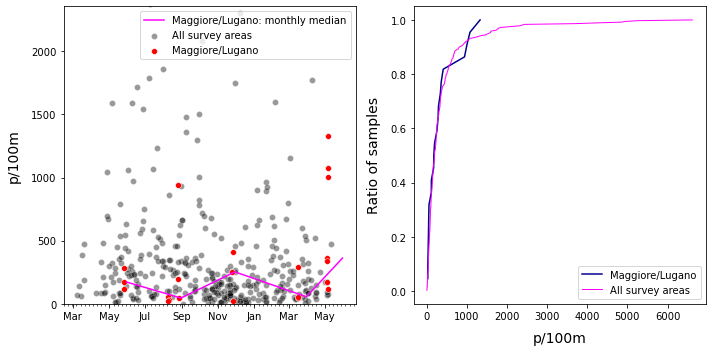 Maggiore/Lugano: monthly median
All survey areas
Maggiore/Lugano
p/100m
2000
1500
1000
500
0
Mar May Jul Sep Nov Jan Mar May
Ratio of samples
1.0
0.8
0.6
0.4
0.2
0.0
Maggiore/Lugano
All survey areas
0 1000 2000 3000 4000 5000 6000
p/100m